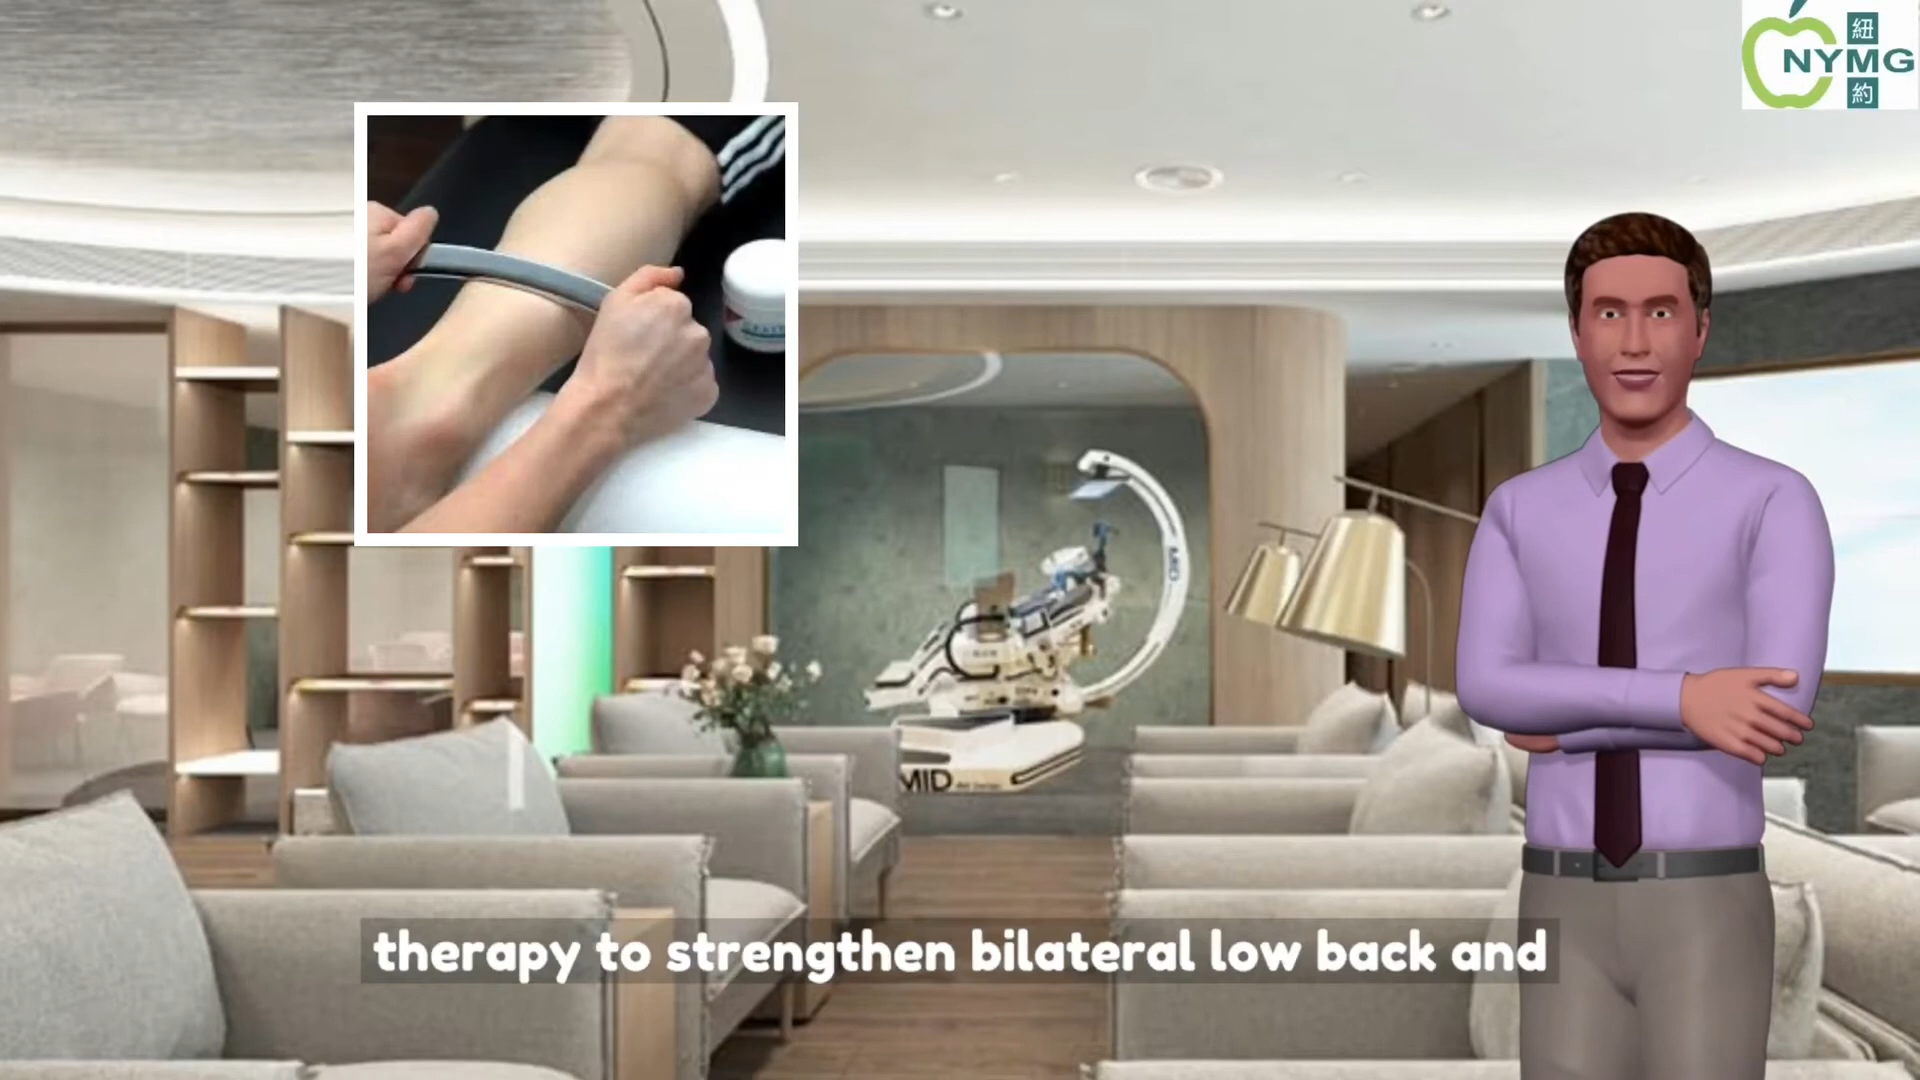 紐
NYMG
約
MID
therapy to strengthen bilateral low back and